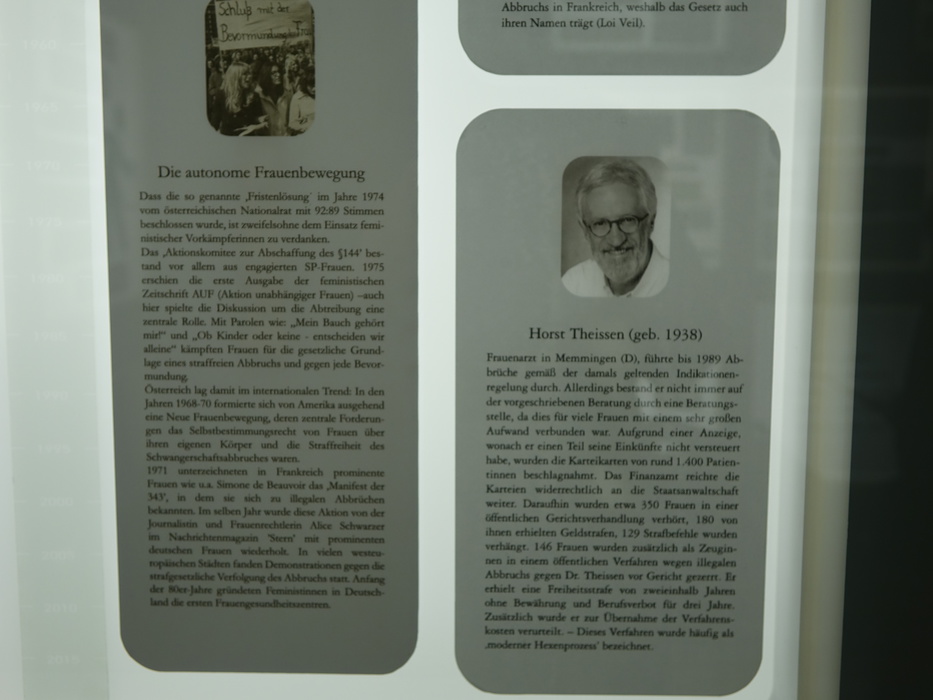 Schluß mit der
Bevormundung
Die autonome Frauenbewegung
Dass die so genannte ‚Fristenlösung‘ im Jahre 1974
vom österreichischen Nationalrat mit 92:89 Stimmen
beschlossen wurde, ist zweifelsohne dem Einsatz femi-
nistischer Vorkämpferinnen zu verdanken.
Das ‚Aktionskomitee zur Abschaffung des §144‘ bes-
tand vor allem aus engagierten SP-Frauen. 1975
erschien die erste Ausgabe der feministischen
Zeitschrift AUF (Aktion unabhängiger Frauen) –auch
hier spielte die Diskussion um die Abtreibung eine
zentrale Rolle. Mit Parolen wie: „Mein Bauch gehört
mir!“ und „Ob Kinder oder keine - entscheiden wir
alleine“ kämpften Frauen für die gesetzliche Grund-
lage eines straffreien Abbruchs und gegen jede Bevor-
mundung.
Österreich lag damit im internationalen Trend: In den
Jahren 1968-70 formierte sich von Amerika ausgehend
eine Neue Frauenbewegung, deren zentrale Forderun-
gen das Selbstbestimmungsrecht von Frauen über
ihren eigenen Körper und die Straffreiheit des
Schwangerschaftsabbruches waren.
1971 unterzeichneten in Frankreich prominente
Frauen wie u.a. Simone de Beauvoir das ‚Manifest der
343‘, in dem sie sich zu illegalen Abbrüchen
bekannten. Im selben Jahr wurde diese Aktion von der
Journalistin und Frauenrechtlerin Alice Schwarzer
im Nachrichtenmagazin ‘Stern’ mit prominenten
deutschen Frauen wiederholt. In vielen westeu-
ropäischen Städten fanden Demonstrationen gegen die
strafgesetzliche Verfolgung des Abbruchs statt. Anfang
der 80er-Jahre gründeten Feministinnen in Deutsch-
land die ersten Frauengesundheitszentren.
Abbruchs in Frankreich, weshalb das Gesetz auch
ihren Namen trägt (Loi Veil).
Horst Theissen (geb. 1938)
Frauenarzt in Memmingen (D), führte bis 1989 Ab-
brüche gemäß der damals geltenden Indikationen-
regelung durch. Allerdings bestand er nicht immer auf
der vorgeschriebenen Beratung durch eine Beratungs-
stelle, da dies für viele Frauen mit einem sehr großen
Aufwand verbunden war. Aufgrund einer Anzeige,
wonach er einen Teil seine Einkünfte nicht versteuert
habe, wurden die Karteikarten von rund 1.400 Patien-
tinnen beschlagnahmt. Das Finanzamt reichte die
Karteien widerrechtlich an die Staatsanwaltschaft
weiter. Daraufhin wurden etwa 350 Frauen in einer
öffentlichen Gerichtsverhandlung verhört, 180 von
ihnen erhielten Geldstrafen, 129 Strafbefehle wurden
verhängt. 146 Frauen wurden zusätzlich als Zeugin-
nen in einem öffentlichen Verfahren wegen illegalen
Abbruchs gegen Dr. Theissen vor Gericht gezerrt. Er
erhielt eine Freiheitsstrafe von zweieinhalb Jahren
ohne Bewährung und Berufsverbot für drei Jahre.
Zusätzlich wurde er zur Übernahme der Verfahrens-
kosten verurteilt. – Dieses Verfahren wurde häufig als
‚moderner Hexenprozess‘ bezeichnet.